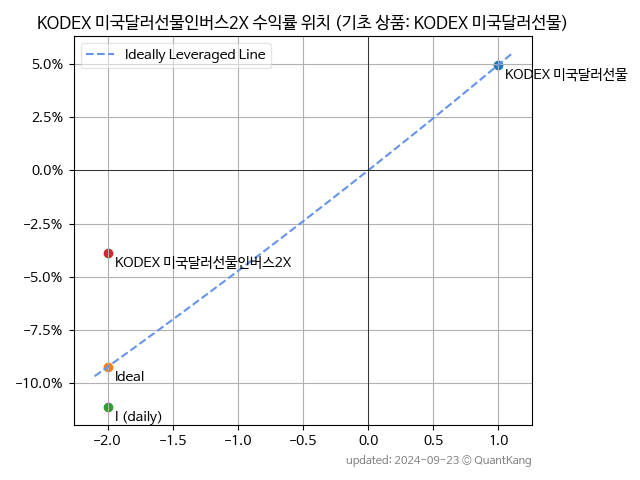 KODEX 미국달러선물인버스2X 수익률 위치 (기초 상품: KODEX 미국달러선물)
Ideally Leveraged Line
5.0%
KODEX 미국달러선물
2.5%
0.0%
−2.5%
KODEX 미국달러선물인버스2X
−5.0%
−7.5%
Ideal
−10.0%
I (daily)
−2.0 −1.5 −1.0 −0.5 0.0 0.5 1.0
updated: 2024-09-23 © QuantKang